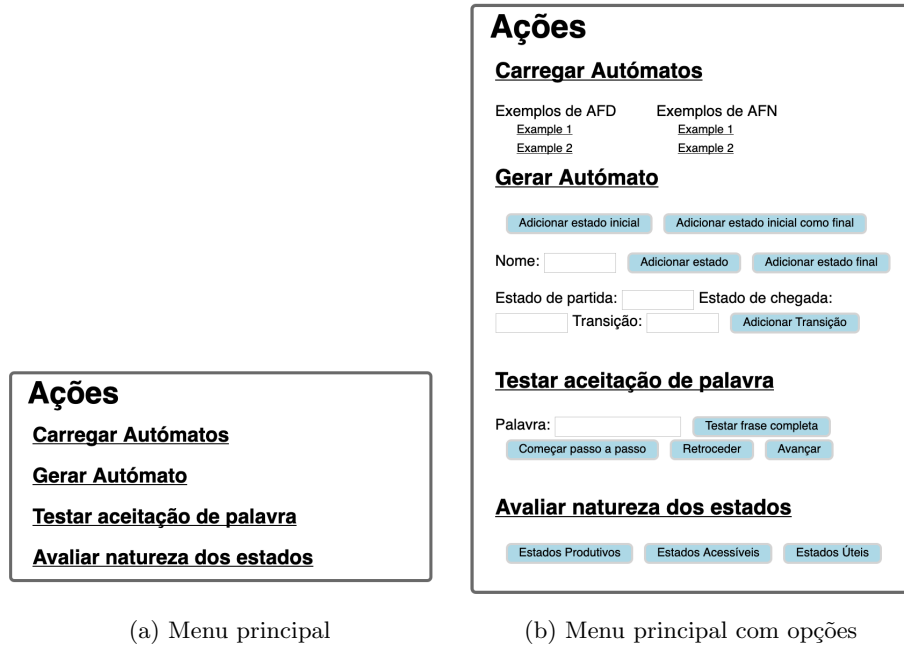 Ações
Carregar Autómatos
Gerar Autómato
Testar aceitação de palavra
Avaliar natureza dos estados
(a) Menu principal
Ações
Carregar Autómatos
Exemplos de AFD Exemplos de AFN
Example 1 Example 1
Example 2 Example 2
Gerar Autómato
Adicionar estado inicial Adicionar estado inicial como final
Nome: Adicionar estado Adicionar estado final
Estado de partida: Estado de chegada:
Transição: Adicionar Transição
Testar aceitação de palavra
Palavra: Testar frase completa
Começar passo a passo Retroceder Avançar
Avaliar natureza dos estados
Estados Produtivos Estados Acessíveis Estados Úteis
(b) Menu principal com opções